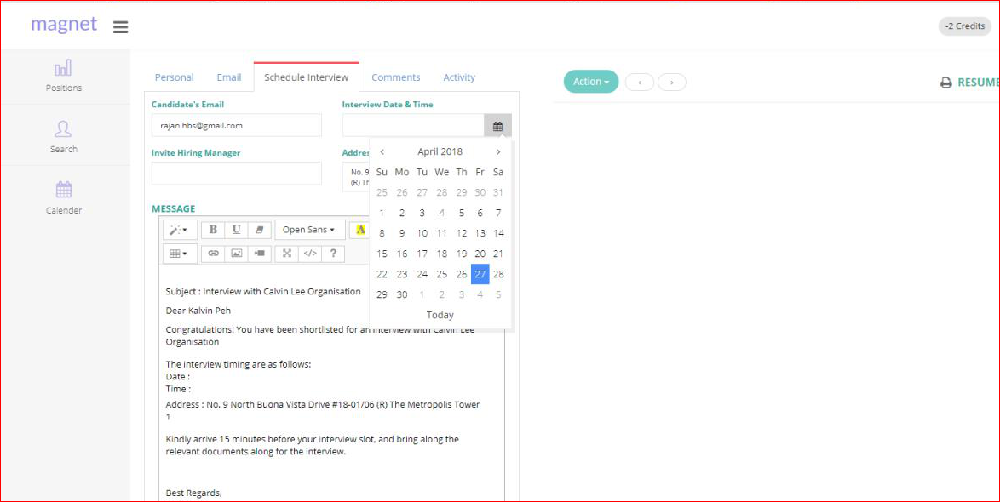 magnet
-2 Credits
Positions
Search
Calender
Personal Email Schedule Interview Comments Activity
Action
‹ ›
RESUME
Candidate's Email
rajan.hbs@gmail.com
Interview Date & Time
Invite Hiring Manager
Addre
No. 9
(R) Th
‹ April 2018 ›
Su Mo Tu We Th Fr Sa
25 26 27 28 29 30 31
1 2 3 4 5 6 7
8 9 10 11 12 13 14
15 16 17 18 19 20 21
22 23 24 25 26 27 28
29 30 1 2 3 4 5
Today
MESSAGE
B U Open Sans A
</> ?
Subject : Interview with Calvin Lee Organisation
Dear Kalvin Peh
Congratulations! You have been shortlisted for an interview with Calvin Lee
Organisation
The interview timing are as follows:
Date :
Time :
Address : No. 9 North Buona Vista Drive #18-01/06 (R) The Metropolis Tower
1
Kindly arrive 15 minutes before your interview slot, and bring along the
relevant documents along for the interview.
Best Regards,